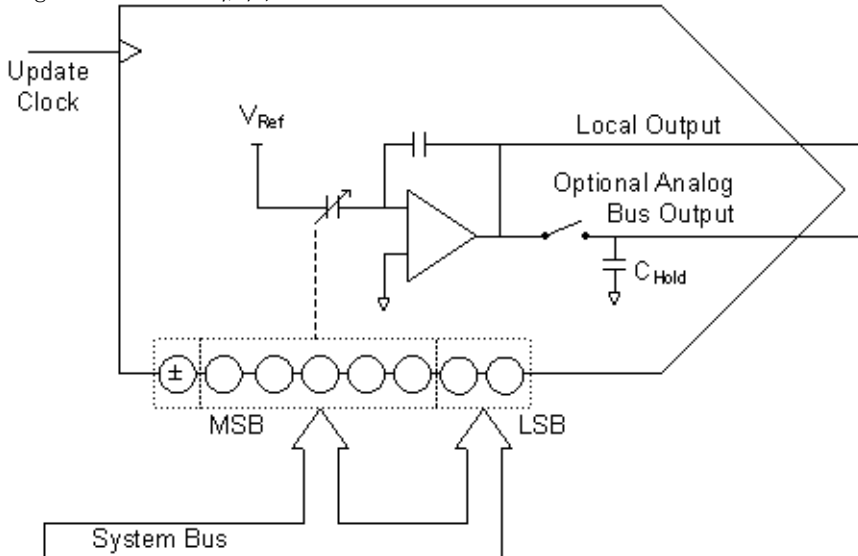 Update
Clock
V Ref
Local Output
Optional Analog
Bus Output
C Hold
±
MSB
LSB
System Bus